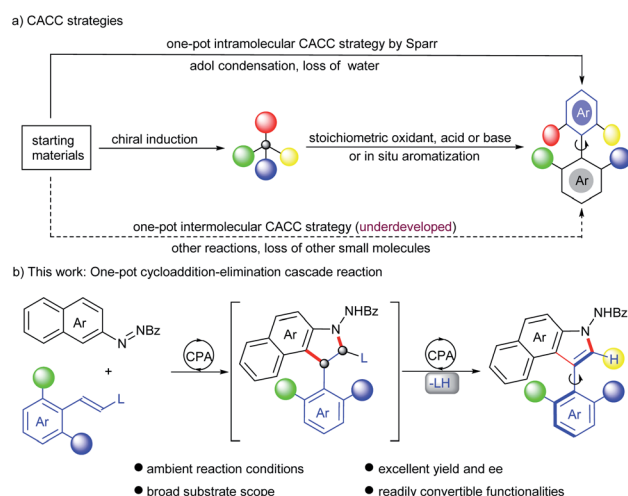 a) CACC strategies
one-pot intramolecular CACC strategy by Sparr
adol condensation, loss of water
Ar
starting
materials
chiral induction
stoichiometric oxidant, acid or base
or in situ aromatization
Ar
one-pot intermolecular CACC strategy (underdeveloped)
other reactions, loss of other small molecules
b) This work: One-pot cycloaddition-elimination cascade reaction
Ar
N
N
NBz
+
L
Ar
CPA
NHBz
Ar
N
L
Ar
CPA
-LH
NHBz
Ar
N
H
Ar
● ambient reaction conditions
● excellent yield and ee
● broad substrate scope
● readily convertible functionalities